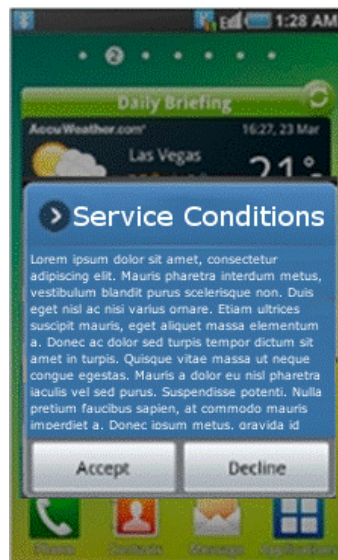 1:28 AM
2
Daily Briefing
AccuWeather.com 16:27, 23 Mar
Las Vegas
21°
Service Conditions
Lorem ipsum dolor sit amet, consectetur
adipiscing elit. Mauris pharetra interdum metus,
vestibulum blandit purus scelerisque non. Duis
eget nisl ac nisi varius ornare. Etiam ultrices
suscipit mauris, eget aliquet massa elementum
a. Donec ac dolor sed turpis tempor dictum sit
amet in turpis. Quisque vitae massa ut neque
congue egestas. Mauris a dolor eu nisl pharetra
iaculis vel sed purus. Suspendisse potenti. Nulla
pretium faucibus sapien, at commodo mauris
imperdiet a. Donec ipsum metus, gravida id
Accept Decline
Phone Contacts Message Applications